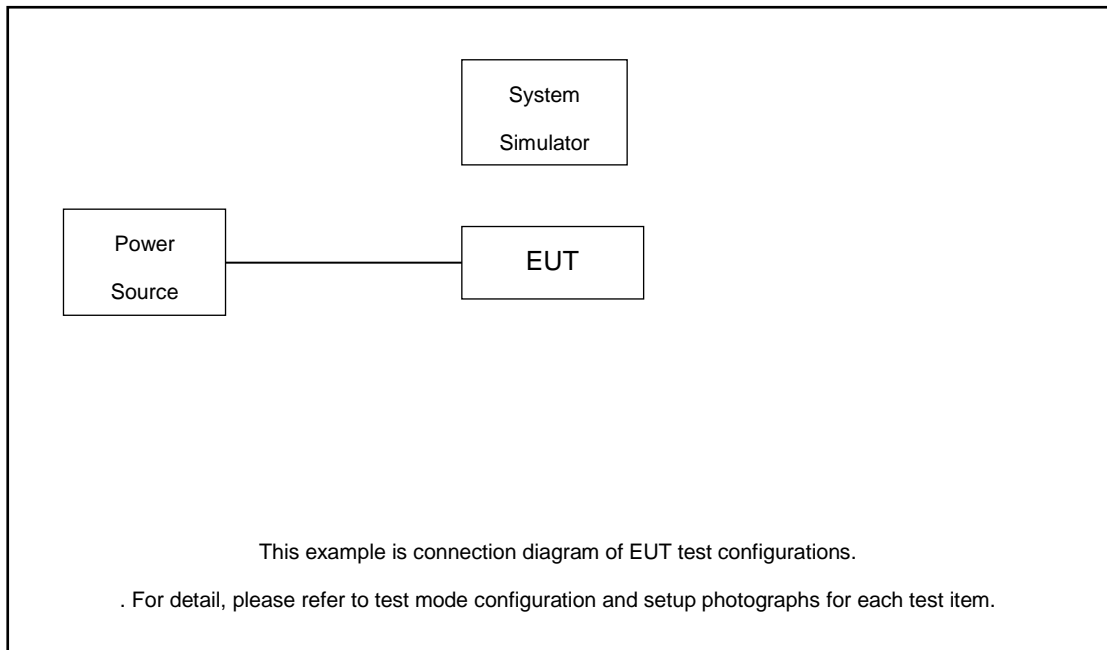 System
Simulator
Power
Source
EUT
This example is connection diagram of EUT test configurations.
. For detail, please refer to test mode configuration and setup photographs for each test item.